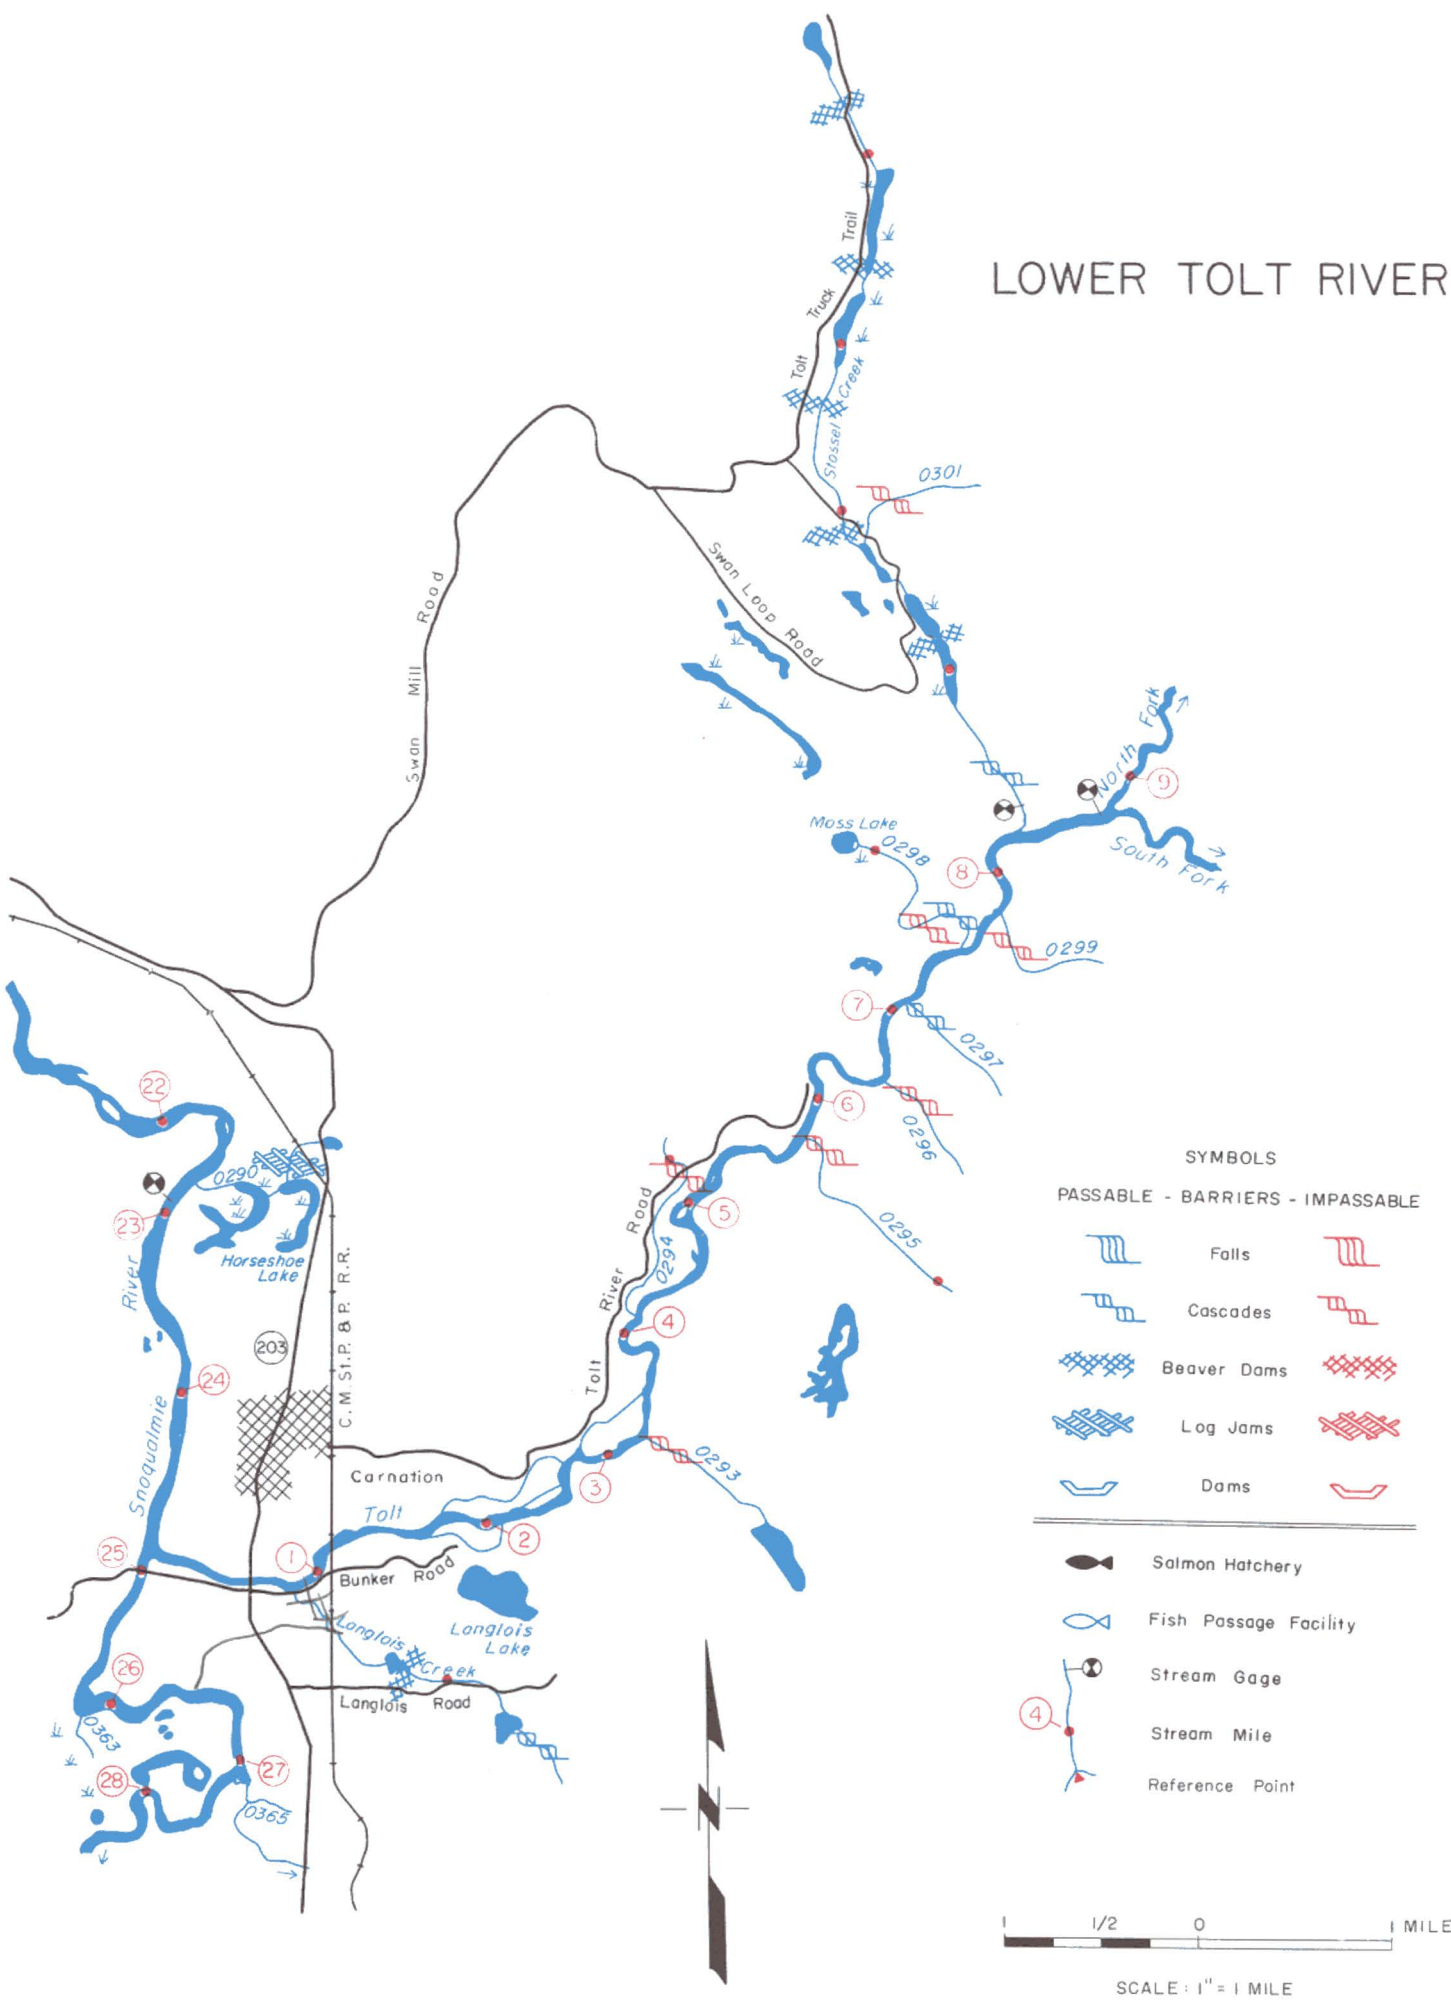 LOWER TOLT RIVER
Tolt Truck Trail
Stossel Creek
0301
Swan Loop Road
Swan Mill Road
North Fork
9
South Fork
Moss Lake
0298
8
0299
7
0297
6
0296
22
0290
23
Horseshoe
Lake
River
5
0295
0294
Tolt River Road
4
C. M. St. P. & P. R.R.
203
24
Snoqualmie
3
0293
Carnation
Tolt
2
1
25
Bunker Road
Langlois
Lake
Langlois Creek
Langlois Road
26
0363
27
28
0365
SYMBOLS
PASSABLE - BARRIERS - IMPASSABLE
Falls
Cascades
Beaver Dams
Log Jams
Dams
Salmon Hatchery
Fish Passage Facility
Stream Gage
4
Stream Mile
Reference Point
N
1 1/2 0 1 MILE
SCALE: 1" = 1 MILE